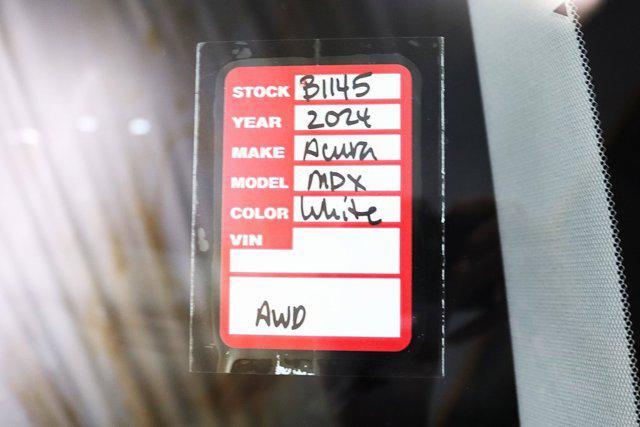 STOCK B1145
YEAR 2024
MAKE Acura
MODEL MDX
COLOR White
VIN
AWD